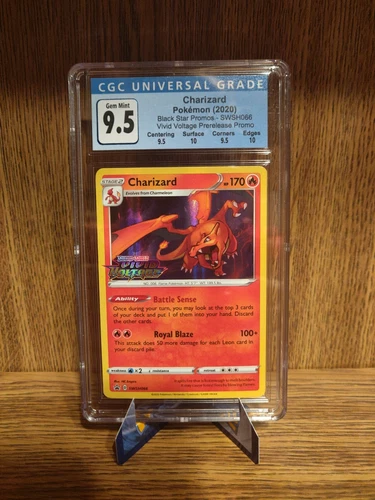 CGC UNIVERSAL GRADE
Gem Mint
9.5
Charizard
Pokémon (2020)
Black Star Promos - SWSH066
Vivid Voltage Prerelease Promo
Centering Surface Corners Edges
9.5 10 9.5 10
Charizard HP 170
Evolves from Charmeleon
VIVID
VOLTAGE
Ability Battle Sense
Once during your turn, you may look at the top 3 cards
of your deck and put 1 of them into your hand. Discard
the other cards.
Royal Blaze 100+
This attack does 50 more damage for each Leon card in
your discard pile.
weakness ×2 resistance retreat
SWSH066